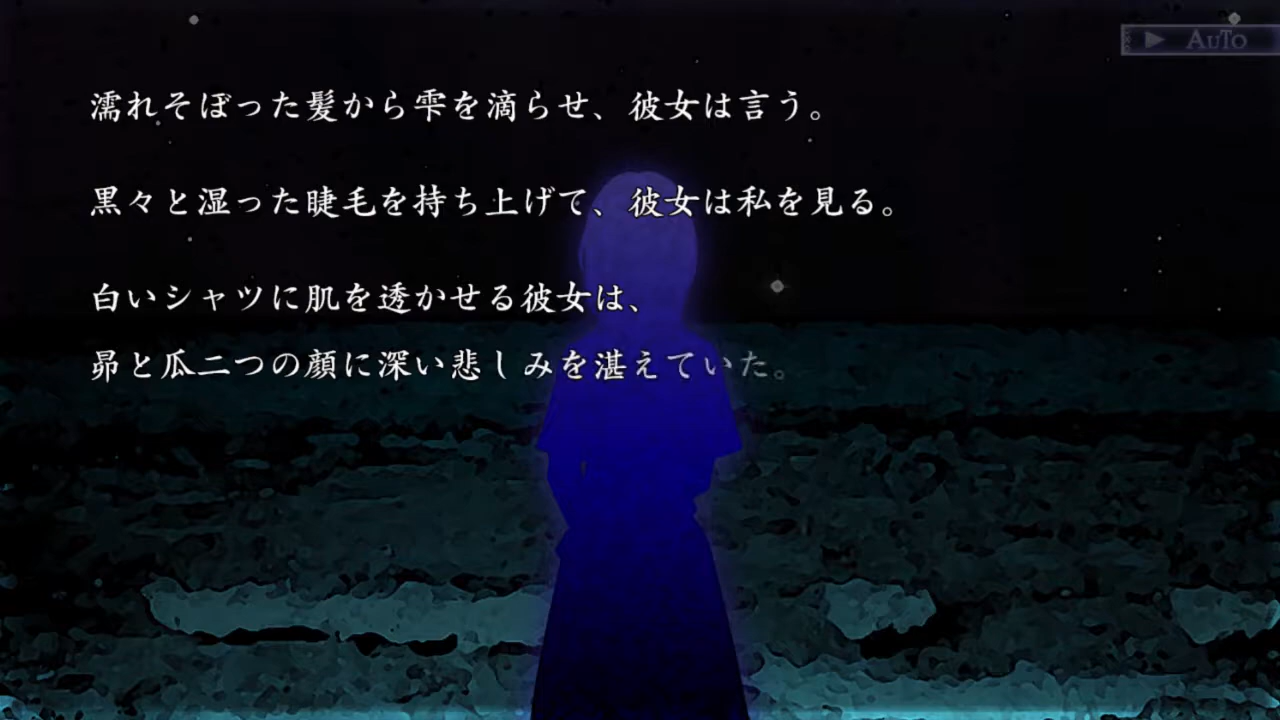 AUTO
濡れそぼった髪から雫を滴らせ、彼女は言う。
黒々と湿った睫毛を持ち上げて、彼女は私を見る。
白いシャツに肌を透かせる彼女は、
昴と瓜二つの顔に深い悲しみを湛えていた。